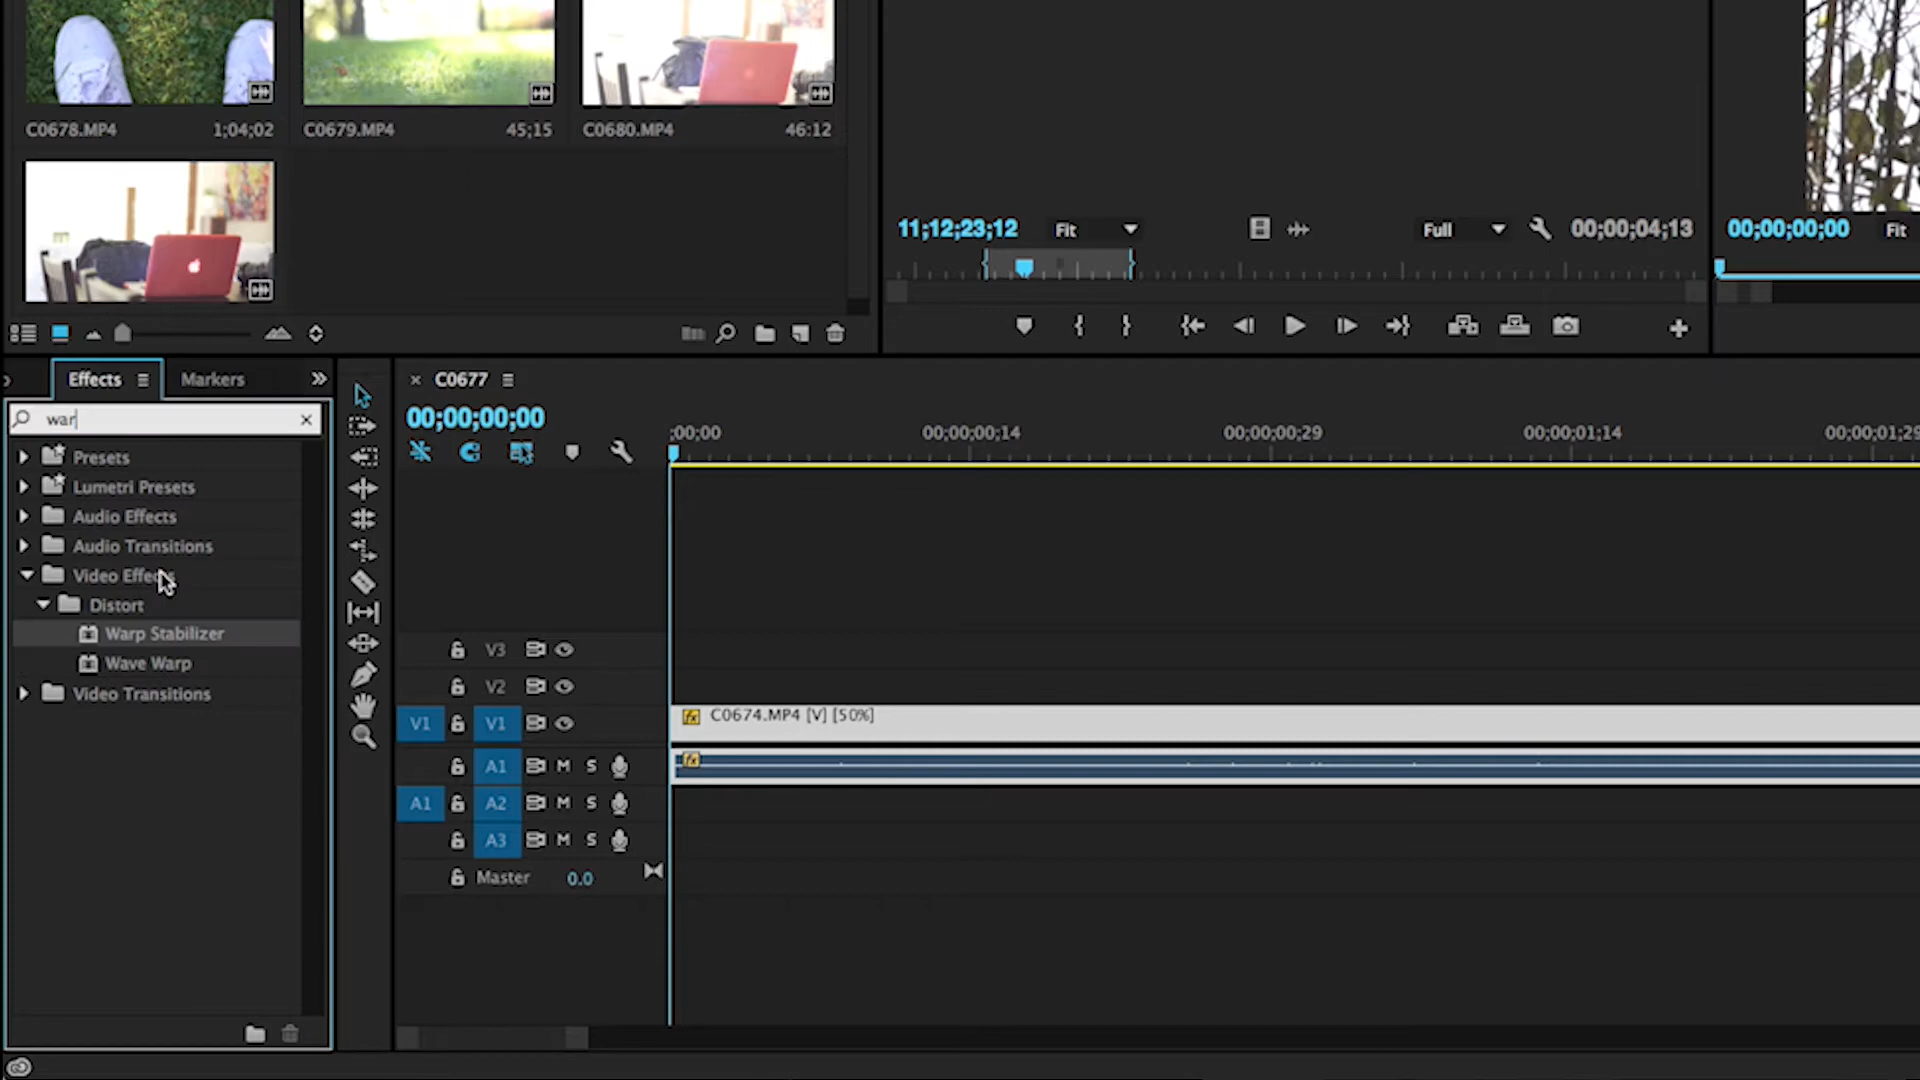 C0678.MP4 1;04;02 C0679.MP4 45;15 C0680.MP4 46:12
11;12;23;12 Fit Full 00;00;04;13 00;00;00;00 Fit
Effects Markers
war
Presets
Lumetri Presets
Audio Effects
Audio Transitions
Video Effects
Distort
Warp Stabilizer
Wave Warp
Video Transitions
C0677
00;00;00;00
;00;00 00;00;00;14 00;00;00;29 00;00;01;14 00;00;01;29
V3
V2
V1 V1 C0674.MP4 [V] [50%]
fx
A1 M S fx
A1 A2 M S
A3 M S
Master 0.0